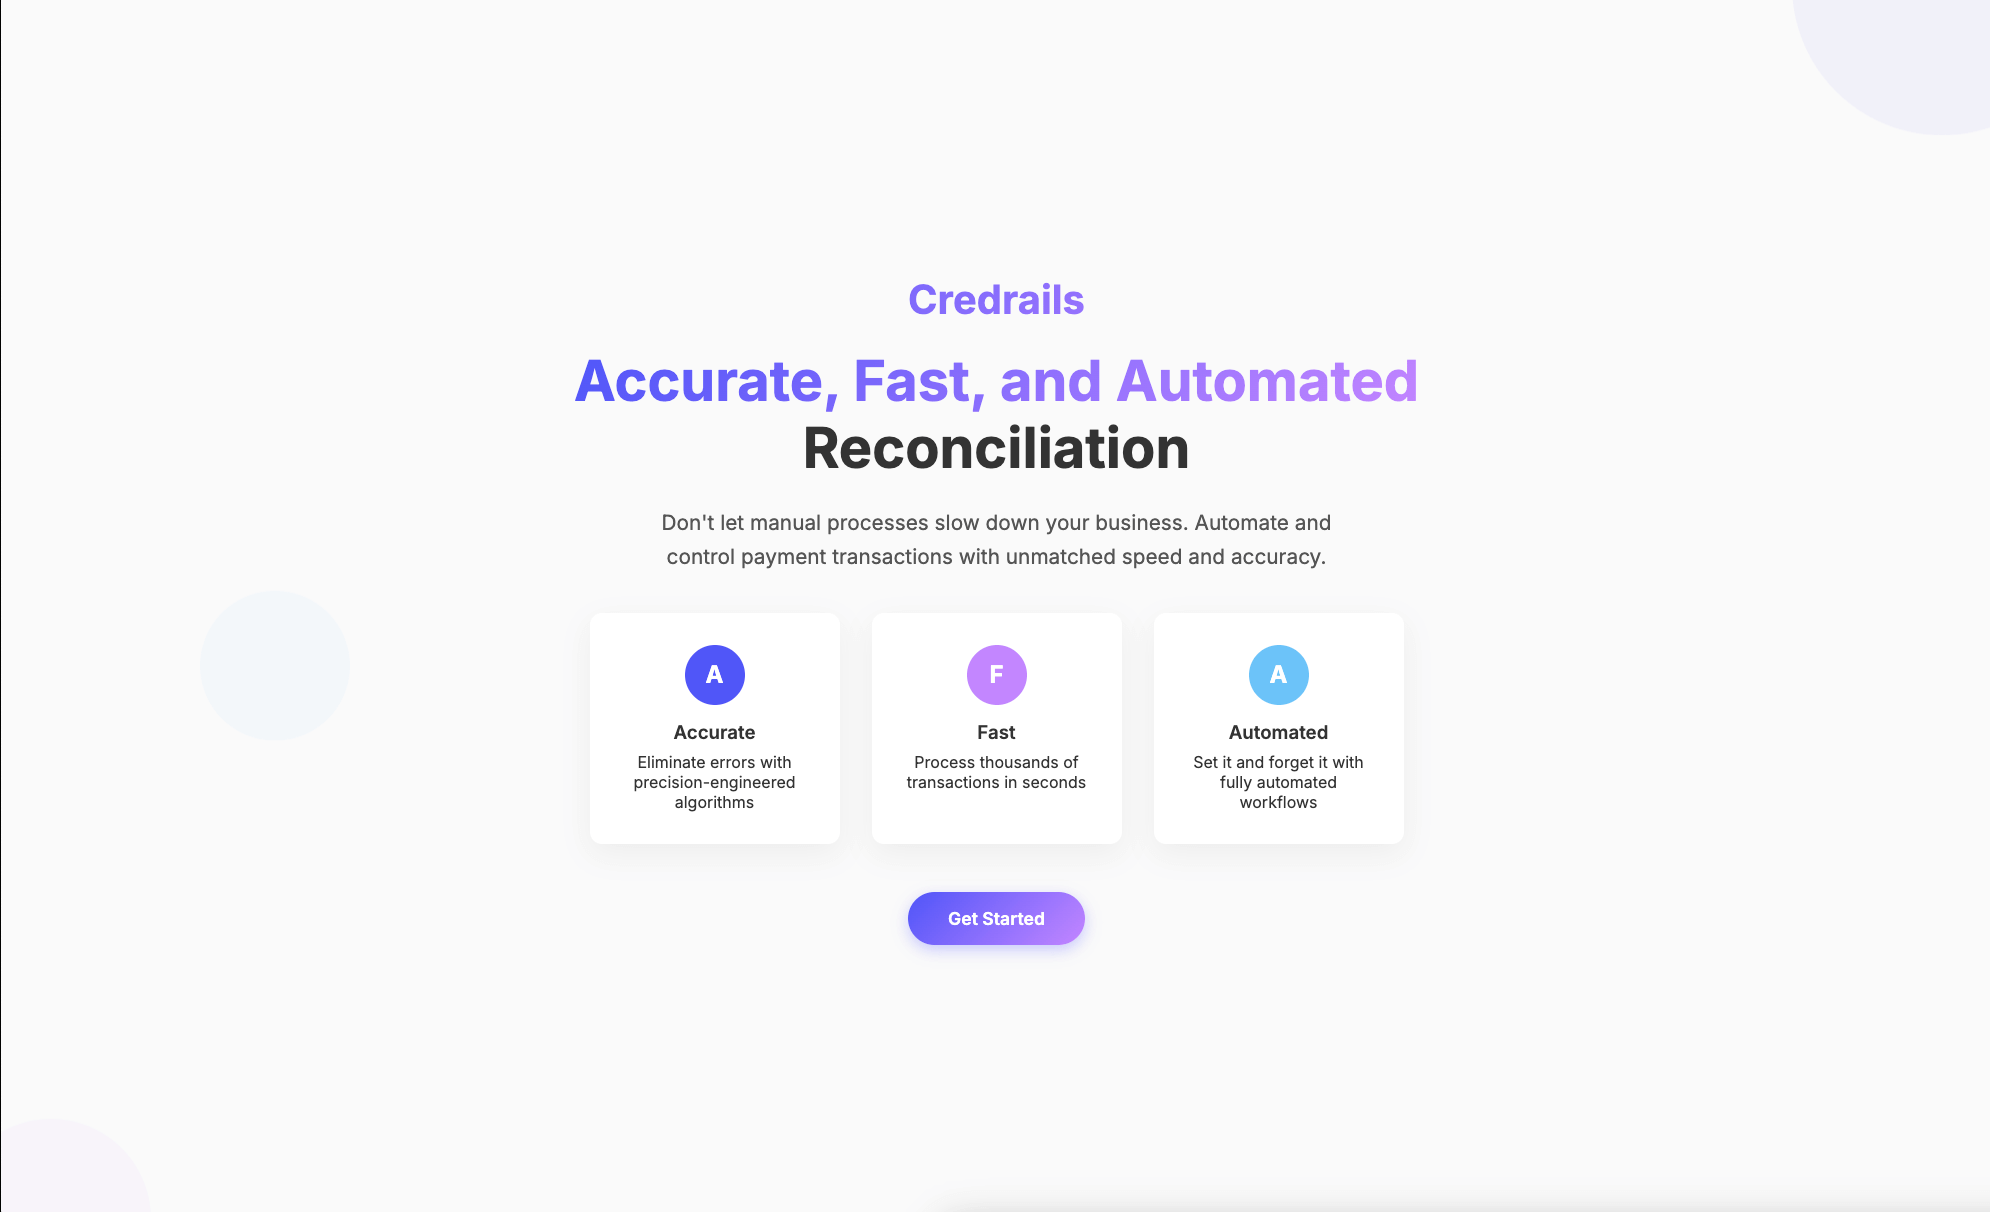 Credrails
Accurate, Fast, and Automated
Reconciliation
Don't let manual processes slow down your business. Automate and
control payment transactions with unmatched speed and accuracy.
A
Accurate
Eliminate errors with
precision-engineered
algorithms
F
Fast
Process thousands of
transactions in seconds
A
Automated
Set it and forget it with
fully automated
workflows
Get Started